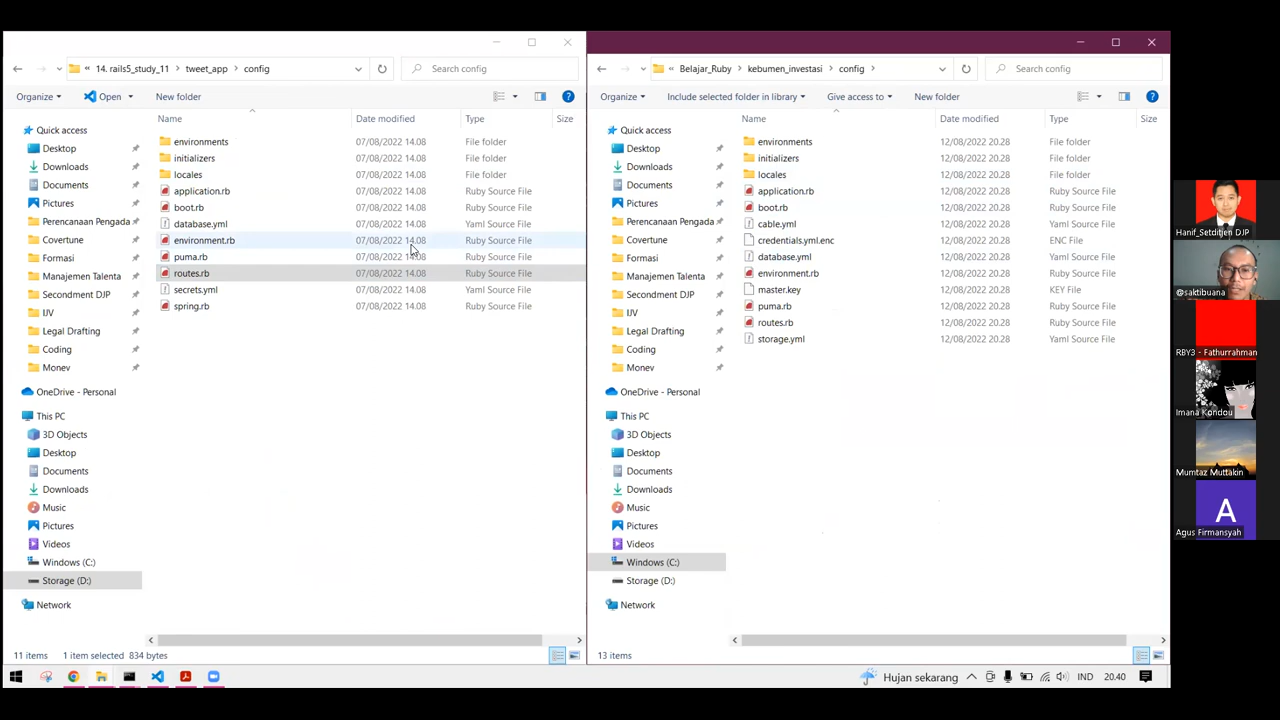 « 14. rails5_study_11 > tweet_app > config
Search config
Organize
Open
New folder
Name
Date modified
Type
Size
Quick access
Desktop
Downloads
Documents
Pictures
Perencanaan Pengada
Covertune
Formasi
Manajemen Talenta
Secondment DJP
IJV
Legal Drafting
Coding
Monev
OneDrive - Personal
This PC
3D Objects
Desktop
Documents
Downloads
Music
Pictures
Videos
Windows (C:)
Storage (D:)
Network
environments 07/08/2022 14.08 File folder
initializers 07/08/2022 14.08 File folder
locales 07/08/2022 14.08 File folder
application.rb 07/08/2022 14.08 Ruby Source File
boot.rb 07/08/2022 14.08 Ruby Source File
database.yml 07/08/2022 14.08 Yaml Source File
environment.rb 07/08/2022 14.08 Ruby Source File
puma.rb 07/08/2022 14.08 Ruby Source File
routes.rb 07/08/2022 14.08 Ruby Source File
secrets.yml 07/08/2022 14.08 Yaml Source File
spring.rb 07/08/2022 14.08 Ruby Source File
11 items 1 item selected 834 bytes
« Belajar_Ruby > kebumen_investasi > config >
Search config
Organize
Include selected folder in library
Give access to
New folder
Name
Date modified
Type
Size
Quick access
Desktop
Downloads
Documents
Pictures
Perencanaan Pengada
Covertune
Formasi
Manajemen Talenta
Secondment DJP
IJV
Legal Drafting
Coding
Monev
OneDrive - Personal
This PC
3D Objects
Desktop
Documents
Downloads
Music
Pictures
Videos
Windows (C:)
Storage (D:)
Network
environments 12/08/2022 20.28 File folder
initializers 12/08/2022 20.28 File folder
locales 12/08/2022 20.28 File folder
application.rb 12/08/2022 20.28 Ruby Source File
boot.rb 12/08/2022 20.28 Ruby Source File
cable.yml 12/08/2022 20.28 Yaml Source File
credentials.yml.enc 12/08/2022 20.28 ENC File
database.yml 12/08/2022 20.28 Yaml Source File
environment.rb 12/08/2022 20.28 Ruby Source File
master.key 12/08/2022 20.28 KEY File
puma.rb 12/08/2022 20.28 Ruby Source File
routes.rb 12/08/2022 20.28 Ruby Source File
storage.yml 12/08/2022 20.28 Yaml Source File
13 items
Hujan sekarang
IND
20.40
Hanif_Setditjen DJP
@saktibuana
RBY3 - Fathurrahman
Imana Kondou
Mumtaz Muttakin
A
Agus Firmansyah